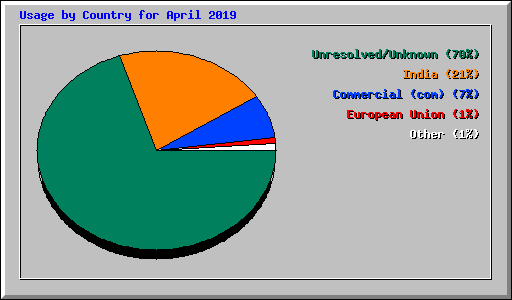 Usage by Country for April 2019
Unresolved/Unknown (70%)
India (21%)
Commercial (com) (7%)
European Union (1%)
Other (1%)